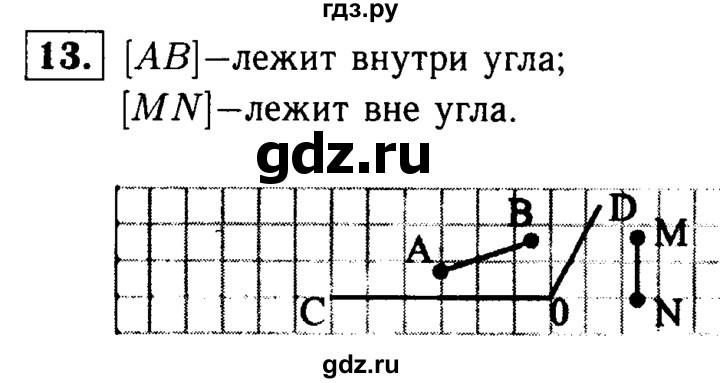 гдз.ру
13. [AB]—лежит внутри угла;
[MN]—лежит вне угла.
gdz.ru
B D M
A
C 0 N
gdz.ru